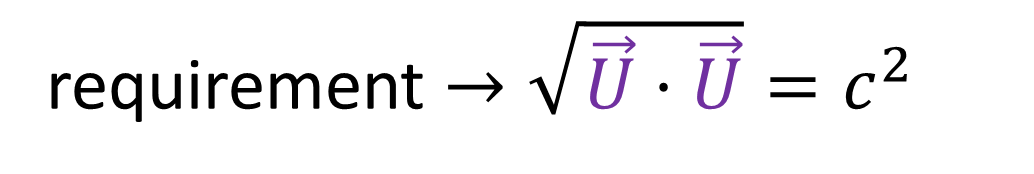 requirement → √(U⃗ · U⃗) = c²